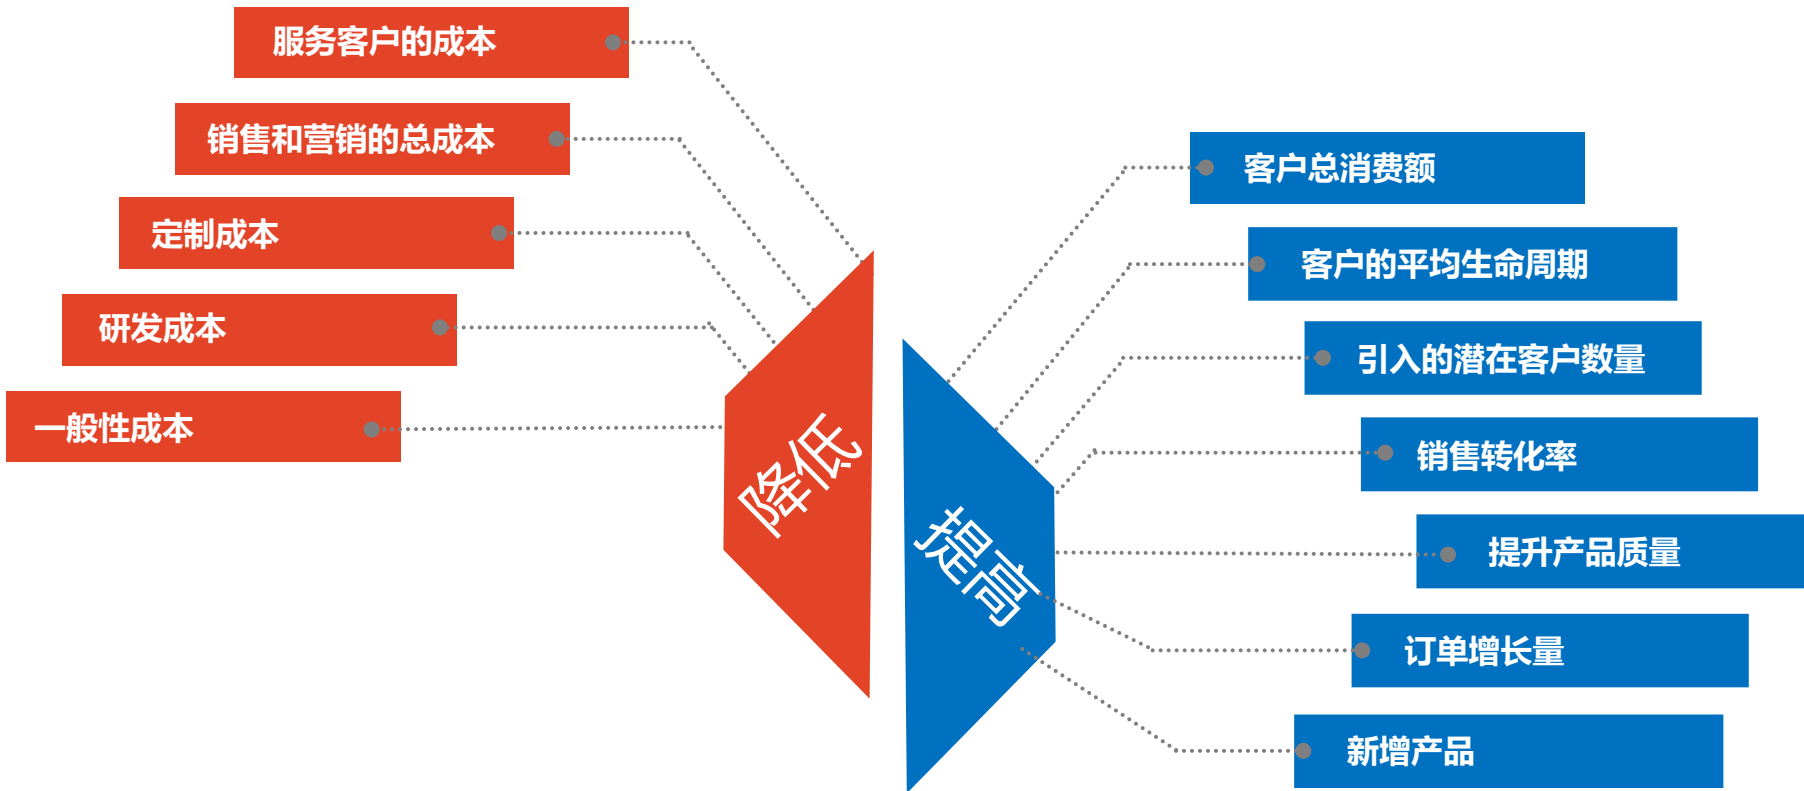 服务客户的成本
销售和营销的总成本
定制成本
研发成本
一般性成本
降低
提高
客户总消费额
客户的平均生命周期
引入的潜在客户数量
销售转化率
提升产品质量
订单增长量
新增产品